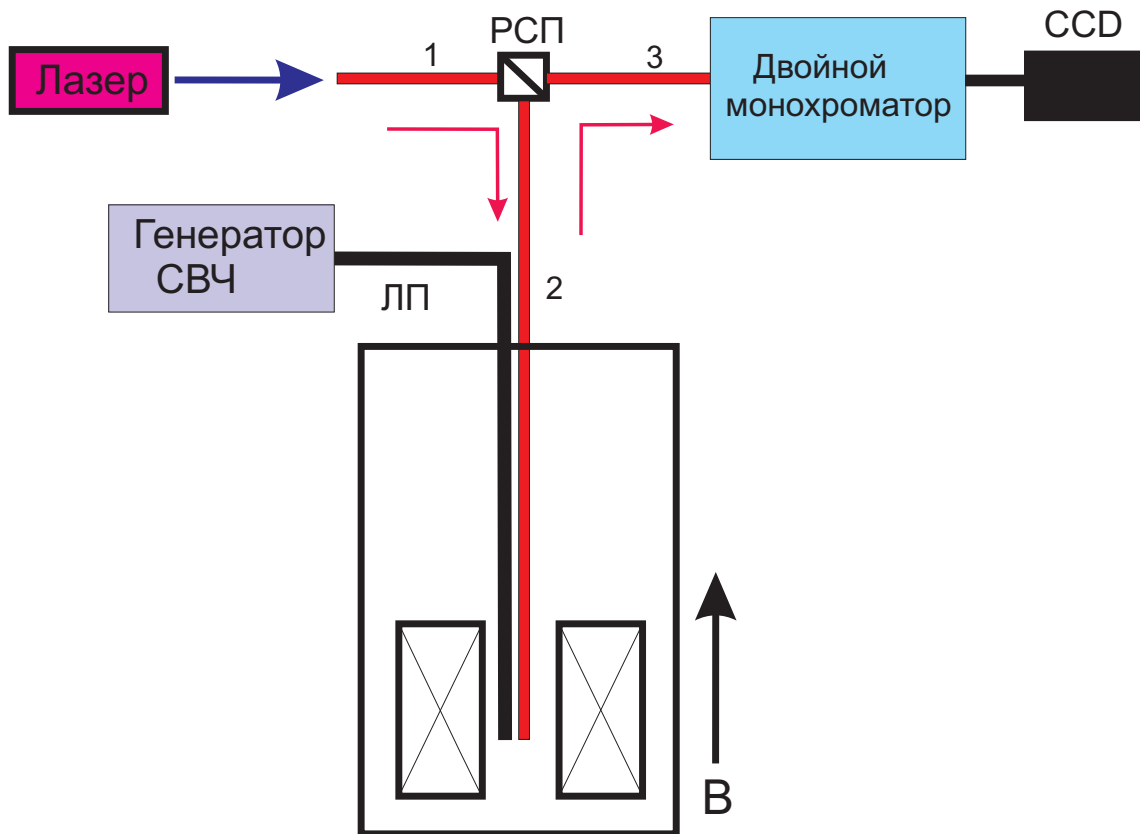 РСП
CCD
Лазер
1
3
Двойной
монохроматор
Генератор
СВЧ
ЛП
2
B